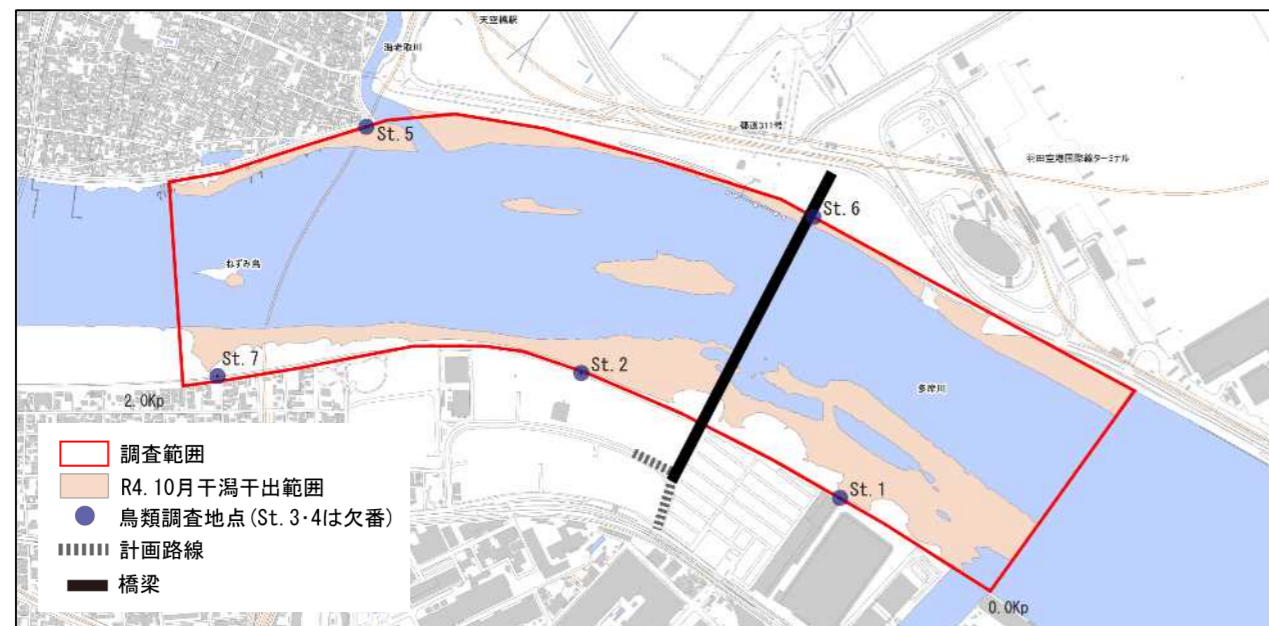 天空橋駅
海老取川
St.5
都道311号
羽田空港国際線ターミナル
St.6
ねずみ島
St.7
St.2
多摩川
2.0Kp
St.1
0.0Kp
調査範囲
R4.10月干潟干出範囲
鳥類調査地点(St.3･4は欠番)
計画路線
橋梁